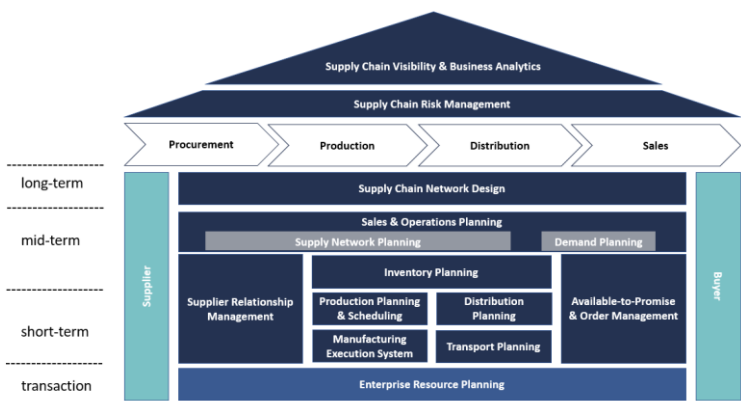 Supply Chain Visibility & Business Analytics
Supply Chain Risk Management
Procurement
Production
Distribution
Sales
long-term
Supply Chain Network Design
mid-term
Sales & Operations Planning
Supply Network Planning
Demand Planning
Supplier
Buyer
Inventory Planning
Supplier Relationship
Management
Production Planning
& Scheduling
Distribution
Planning
Available-to-Promise
& Order Management
short-term
Manufacturing
Execution System
Transport Planning
transaction
Enterprise Resource Planning